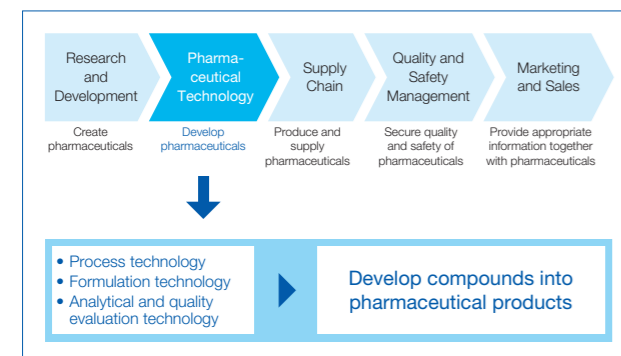 Research
and
Development
Pharma-
ceutical
Technology
Supply
Chain
Quality and
Safety
Management
Marketing
and Sales
Create
pharmaceuticals
Develop
pharmaceuticals
Produce and
supply
pharmaceuticals
Secure quality
and safety of
pharmaceuticals
Provide appropriate
information together
with pharmaceuticals
• Process technology
• Formulation technology
• Analytical and quality
evaluation technology
Develop compounds into
pharmaceutical products